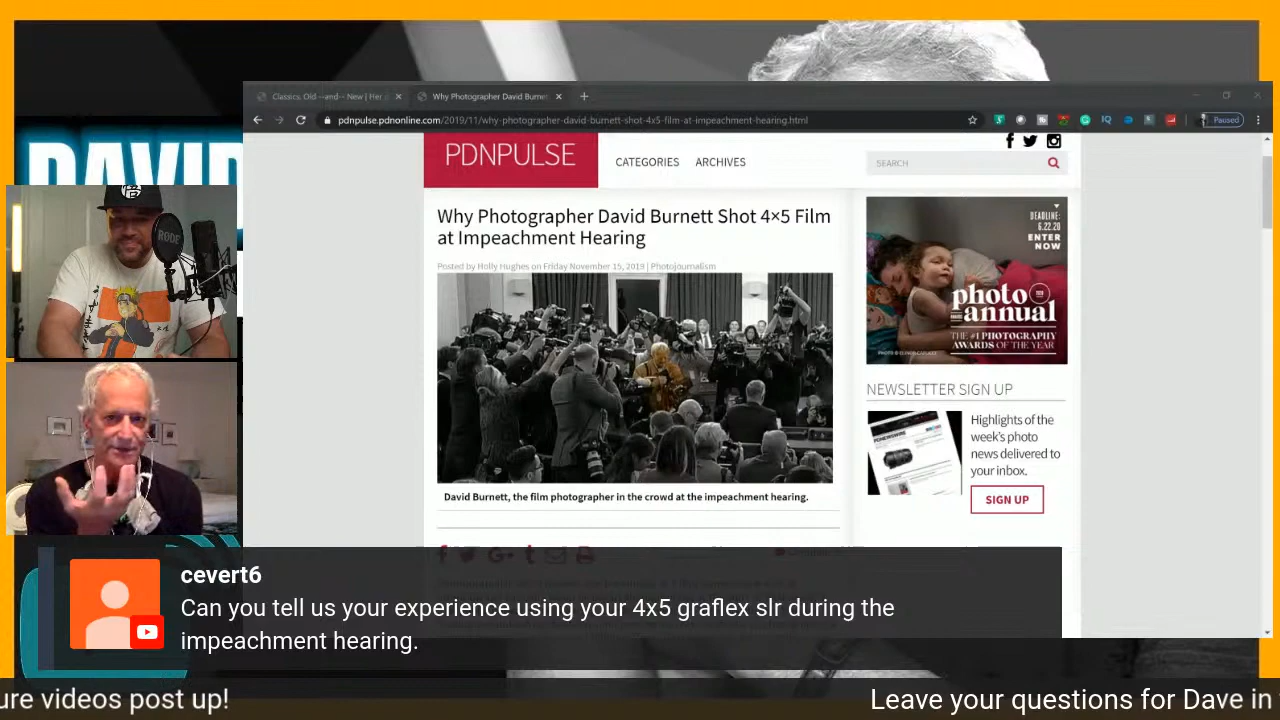 Classics, Old --and-- New | Her
Why Photographer David Burne
pdnpulse.pdnonline.com/2019/11/why-photographer-david-burnett-shot-4x5-film-at-impeachment-hearing.html
Paused
DAVID
PDNPULSE
CATEGORIES
ARCHIVES
SEARCH
Why Photographer David Burnett Shot 4×5 Film
at Impeachment Hearing
Posted by Holly Hughes on Friday November 15, 2019 | Photojournalism
David Burnett, the film photographer in the crowd at the impeachment hearing.
DEADLINE:
5.22.20
ENTER
NOW
photo
annual
THE #1 PHOTOGRAPHY
AWARDS OF THE YEAR
NEWSLETTER SIGN UP
Highlights of the
week's photo
news delivered to
your inbox.
SIGN UP
RODE
cevert6
Can you tell us your experience using your 4x5 graflex slr during the
impeachment hearing.
ure videos post up!
Leave your questions for Dave in